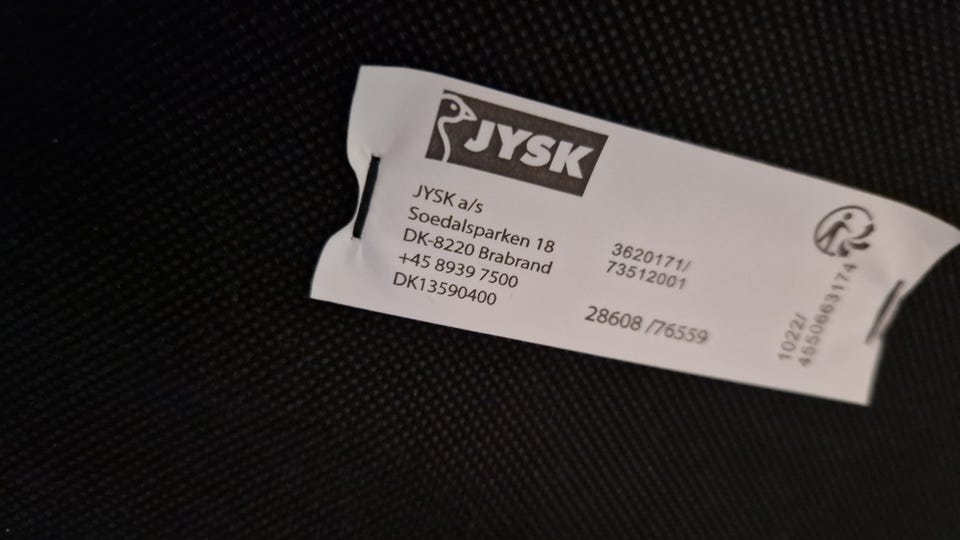 JYSK
JYSK a/s
Soedalsparken 18
DK-8220 Brabrand
+45 8939 7500
DK13590400
3620171/
73512001
28608 /76559
1022/
4550663174